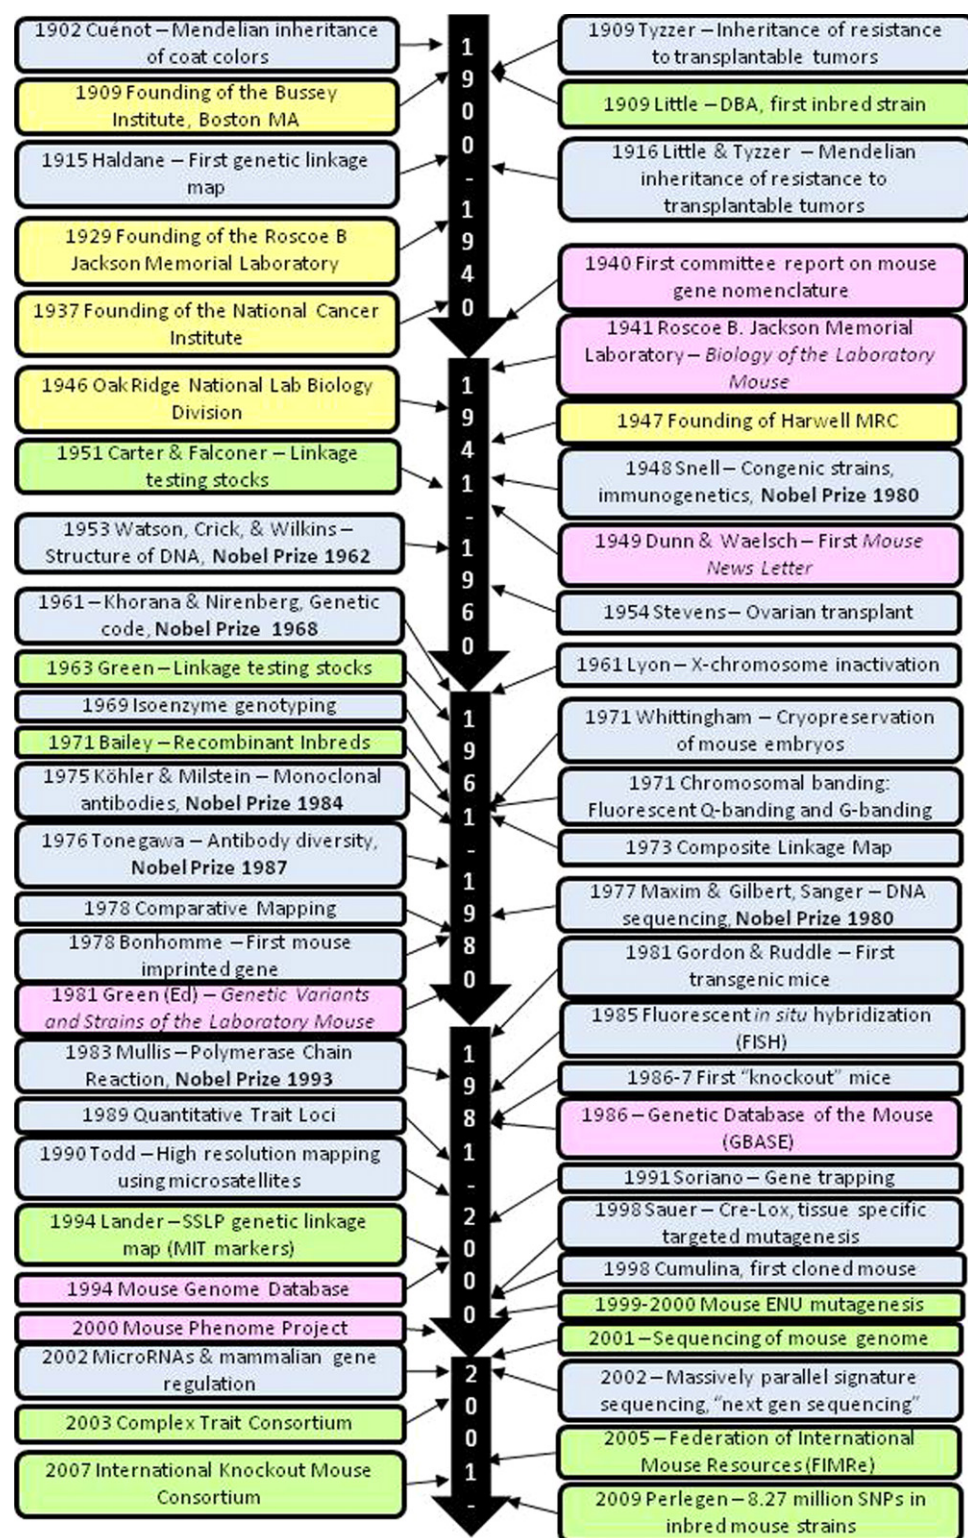 1902 Cuénot – Mendelian inheritance
of coat colors
1909 Founding of the Bussey
Institute, Boston MA
1915 Haldane – First genetic linkage
map
1929 Founding of the Roscoe B
Jackson Memorial Laboratory
1937 Founding of the National Cancer
Institute
1900-1940
1909 Tyzzer – Inheritance of resistance
to transplantable tumors
1909 Little – DBA, first inbred strain
1916 Little & Tyzzer – Mendelian
inheritance of resistance to
transplantable tumors
1940 First committee report on mouse
gene nomenclature
1946 Oak Ridge National Lab Biology
Division
1951 Carter & Falconer – Linkage
testing stocks
1953 Watson, Crick, & Wilkins –
Structure of DNA, Nobel Prize 1962
1941-1960
1941 Roscoe B. Jackson Memorial
Laboratory – Biology of the Laboratory
Mouse
1947 Founding of Harwell MRC
1948 Snell – Congenic strains,
immunogenetics, Nobel Prize 1980
1949 Dunn & Waelsch – First Mouse
News Letter
1954 Stevens – Ovarian transplant
1961 – Khorana & Nirenberg, Genetic
code, Nobel Prize 1968
1963 Green – Linkage testing stocks
1969 Isoenzyme genotyping
1971 Bailey – Recombinant Inbreds
1975 Köhler & Milstein – Monoclonal
antibodies, Nobel Prize 1984
1976 Tonegawa – Antibody diversity,
Nobel Prize 1987
1978 Comparative Mapping
1978 Bonhomme – First mouse
imprinted gene
1981 Green (Ed) – Genetic Variants
and Strains of the Laboratory Mouse
1961-1980
1961 Lyon – X-chromosome inactivation
1971 Whittingham – Cryopreservation
of mouse embryos
1971 Chromosomal banding:
Fluorescent Q-banding and G-banding
1973 Composite Linkage Map
1977 Maxim & Gilbert, Sanger – DNA
sequencing, Nobel Prize 1980
1983 Mullis – Polymerase Chain
Reaction, Nobel Prize 1993
1989 Quantitative Trait Loci
1990 Todd – High resolution mapping
using microsatellites
1994 Lander – SSLP genetic linkage
map (MIT markers)
1994 Mouse Genome Database
2000 Mouse Phenome Project
1981-2000
1981 Gordon & Ruddle – First
transgenic mice
1985 Fluorescent in situ hybridization
(FISH)
1986-7 First “knockout” mice
1986 – Genetic Database of the Mouse
(GBASE)
1991 Soriano – Gene trapping
1998 Sauer – Cre-Lox, tissue specific
targeted mutagenesis
1998 Cumulina, first cloned mouse
1999-2000 Mouse ENU mutagenesis
2002 MicroRNAs & mammalian gene
regulation
2003 Complex Trait Consortium
2007 International Knockout Mouse
Consortium
2001-
2001 – Sequencing of mouse genome
2002 – Massively parallel signature
sequencing, “next gen sequencing”
2005 – Federation of International
Mouse Resources (FIMRe)
2009 Perlegen – 8.27 million SNPs in
inbred mouse strains